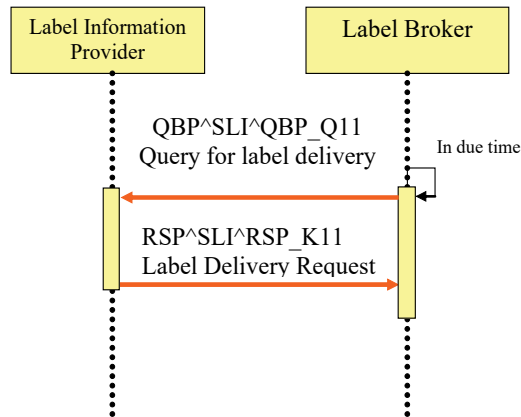 Label Information
Provider
Label Broker
QBP^SLI^QBP_Q11
Query for label delivery
In due time
RSP^SLI^RSP_K11
Label Delivery Request